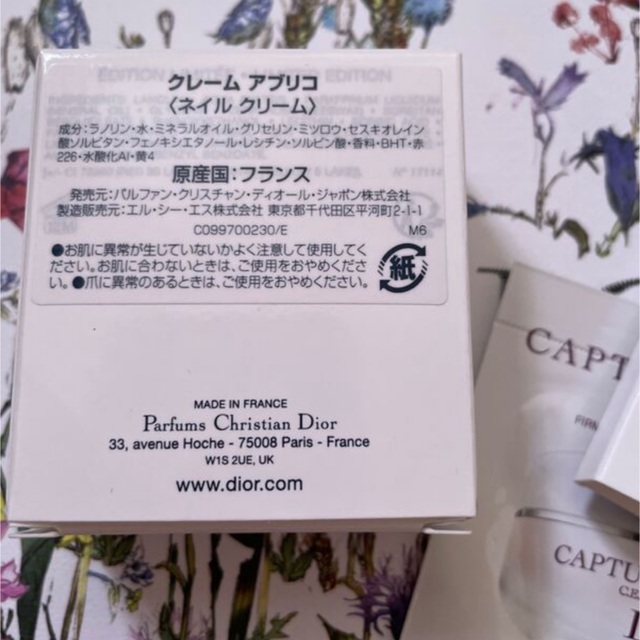 EDITION
クレーム アプリコ
〈ネイル クリーム〉
成分:ラノリン・水・ミネラルオイル・グリセリン・ミツロウ・セスキオレイン
酸ソルビタン・フェノキシエタノール・レシチン・ソルビン酸・香料・BHT・赤
226・水酸化Al・黄4
原産国:フランス
発売元:パルファン・クリスチャン・ディオール・ジャポン株式会社
製造販売元:エル・シー・エス株式会社 東京都千代田区平河町2-1-1
C099700230/E M6
●お肌に異常が生じていないかよく注意して使用してく
ださい。お肌に合わないときは、ご使用をおやめくださ
い。●爪に異常のあるときは、ご使用をおやめください。
紙
MADE IN FRANCE
Parfums Christian Dior
33, avenue Hoche - 75008 Paris - France
W1S 2UE, UK
www.dior.com
CAPTU
FIRM
CAPTU
CE